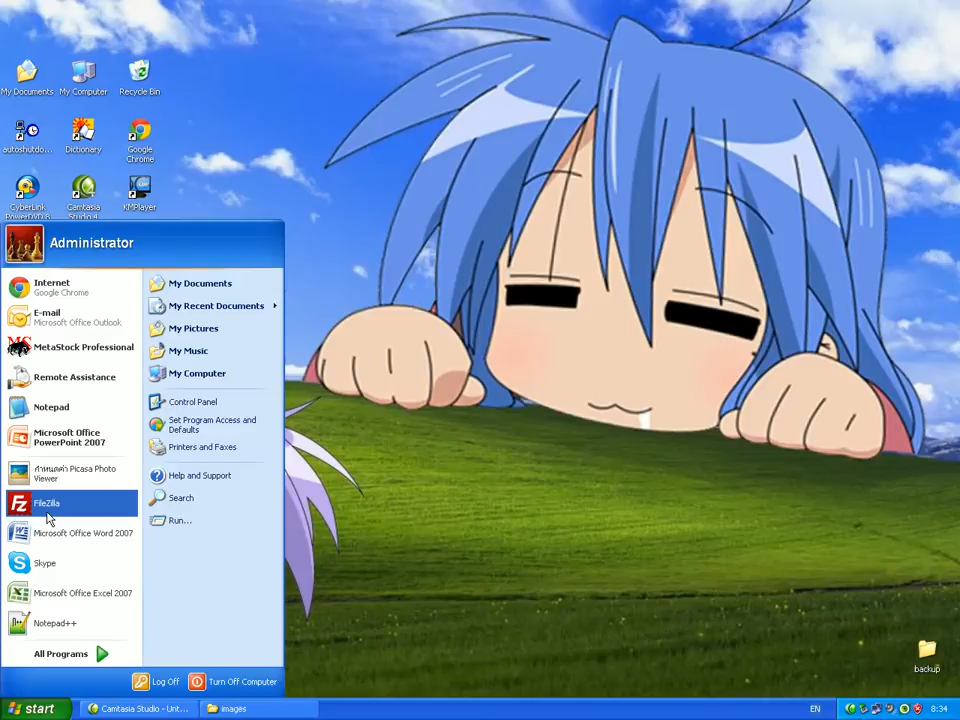 My Documents
My Computer
Recycle Bin
autoshutdo...
Dictionary
Google
Chrome
CyberLink
PowerDVD 8
Camtasia
Studio 4
KMPlayer
Administrator
Internet
Google Chrome
E-mail
Microsoft Office Outlook
MetaStock Professional
Remote Assistance
Notepad
Microsoft Office
PowerPoint 2007
กำหนดค่า Picasa Photo
Viewer
FileZilla
Microsoft Office Word 2007
Skype
Microsoft Office Excel 2007
Notepad++
All Programs
My Documents
My Recent Documents
My Pictures
My Music
My Computer
Control Panel
Set Program Access and
Defaults
Printers and Faxes
Help and Support
Search
Run...
Log Off
Turn Off Computer
backup
start
Camtasia Studio - Unt...
images
EN
8:34